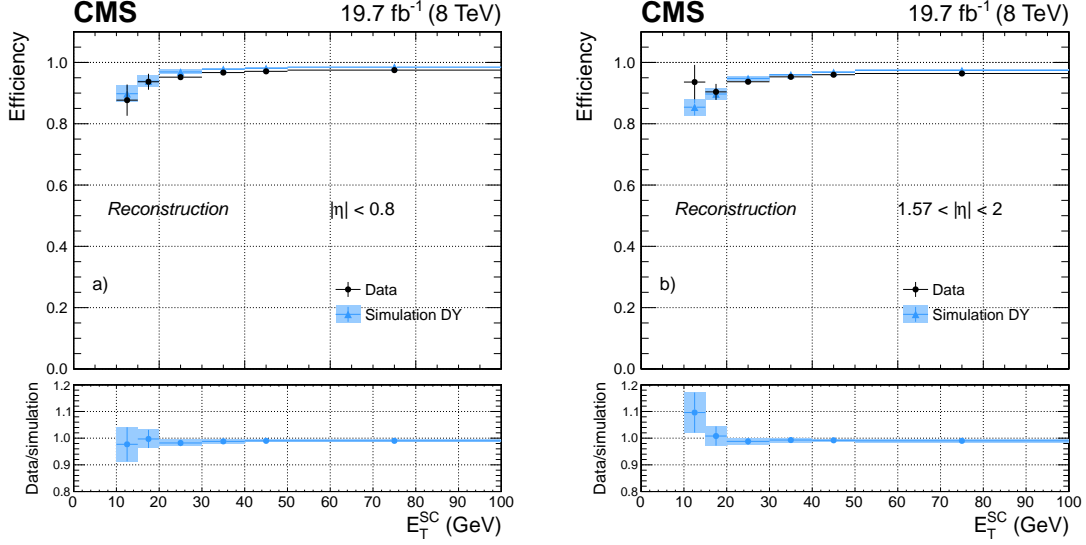 CMS 19.7 fb⁻¹ (8 TeV)
Efficiency
1.0
0.8
0.6
0.4
0.2
0.0
Reconstruction |η| < 0.8
a)
Data
Simulation DY
Data/simulation
1.2
1.1
1.0
0.9
0.8
0 10 20 30 40 50 60 70 80 90 100
E_T^SC (GeV)
CMS 19.7 fb⁻¹ (8 TeV)
Efficiency
1.0
0.8
0.6
0.4
0.2
0.0
Reconstruction 1.57 < |η| < 2
b)
Data
Simulation DY
Data/simulation
1.2
1.1
1.0
0.9
0.8
0 10 20 30 40 50 60 70 80 90 100
E_T^SC (GeV)